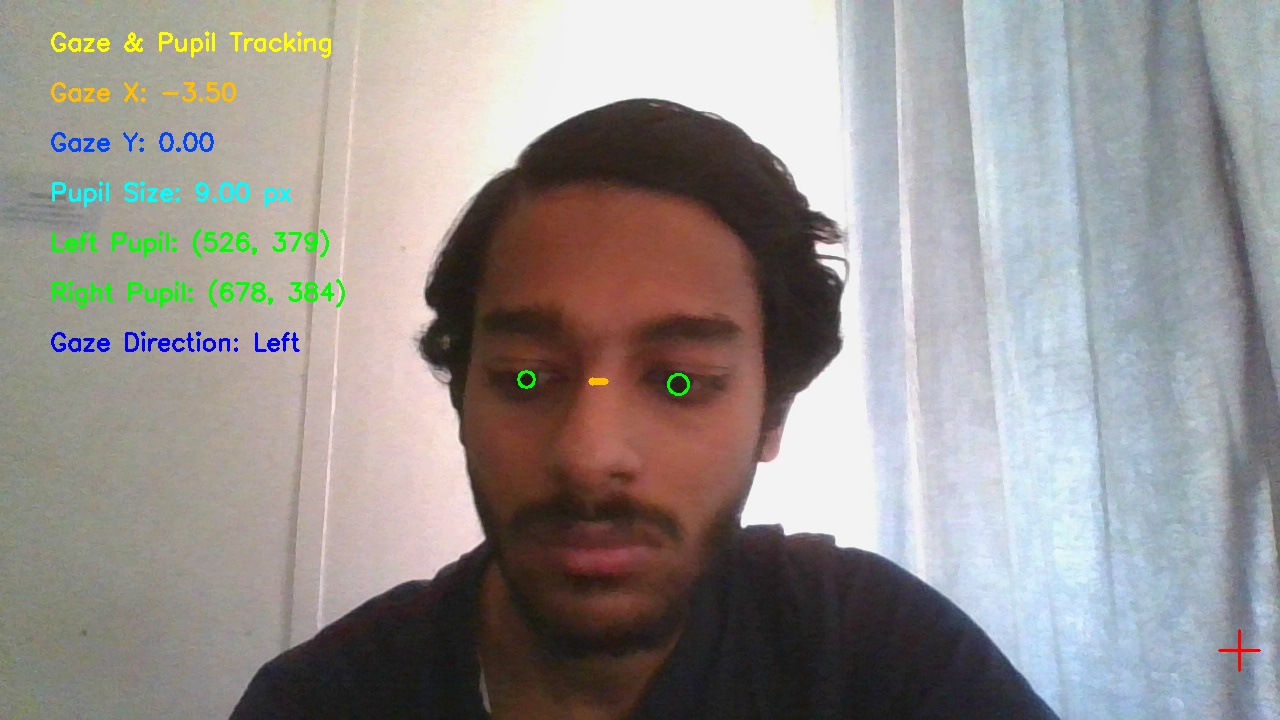 Gaze & Pupil Tracking
Gaze X: -3.50
Gaze Y: 0.00
Pupil Size: 9.00 px
Left Pupil: (526, 379)
Right Pupil: (678, 384)
Gaze Direction: Left